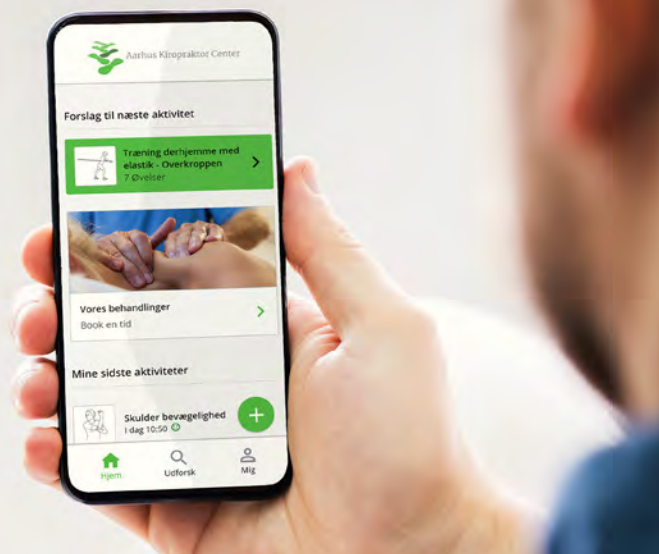 Aarhus Kiropraktor Center
Forslag til næste aktivitet
Træning derhjemme med
elastik - Overkroppen
7 Øvelser
Vores behandlinger
Book en tid
Mine sidste aktiviteter
Skulder bevægelighed
I dag 10:50
Hjem
Udforsk
Mig